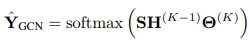 Ŷ_GCN = softmax(SH^(K−1)Θ^(K))